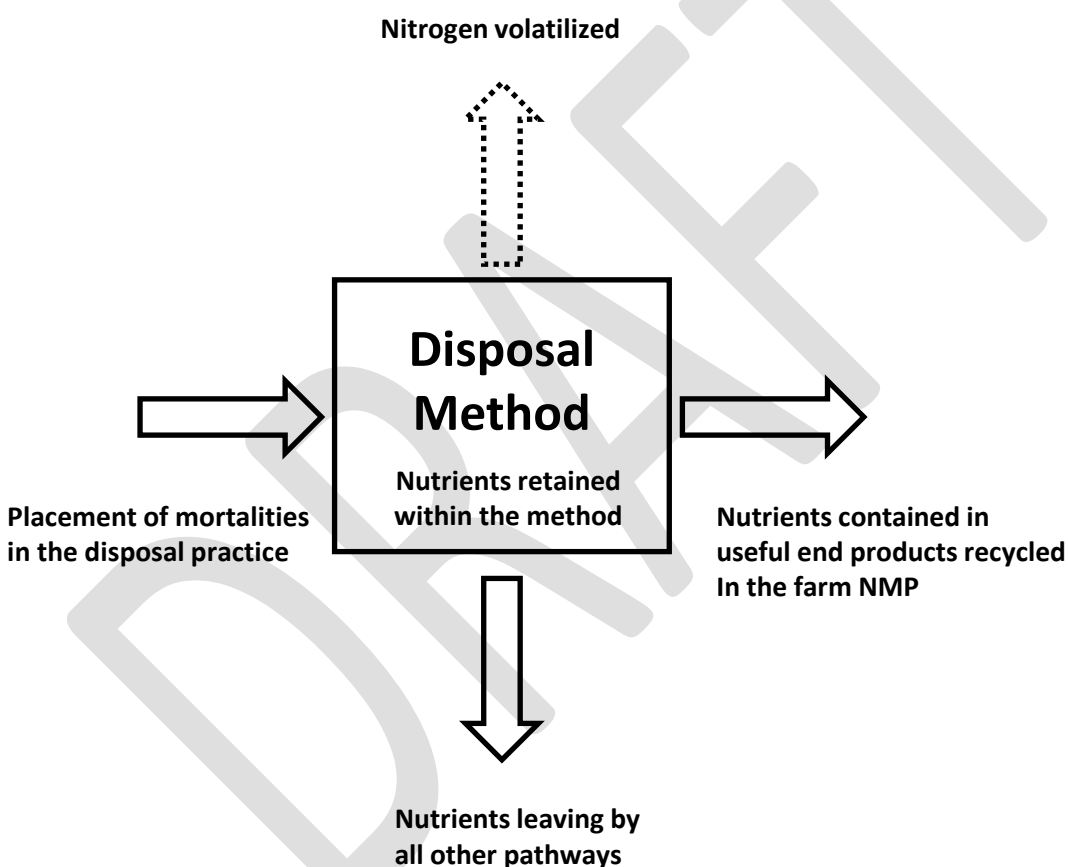 Nitrogen volatilized
Disposal
Method
Nutrients retained
within the method
Placement of mortalities
in the disposal practice
Nutrients contained in
useful end products recycled
In the farm NMP
Nutrients leaving by
all other pathways
DRAFT